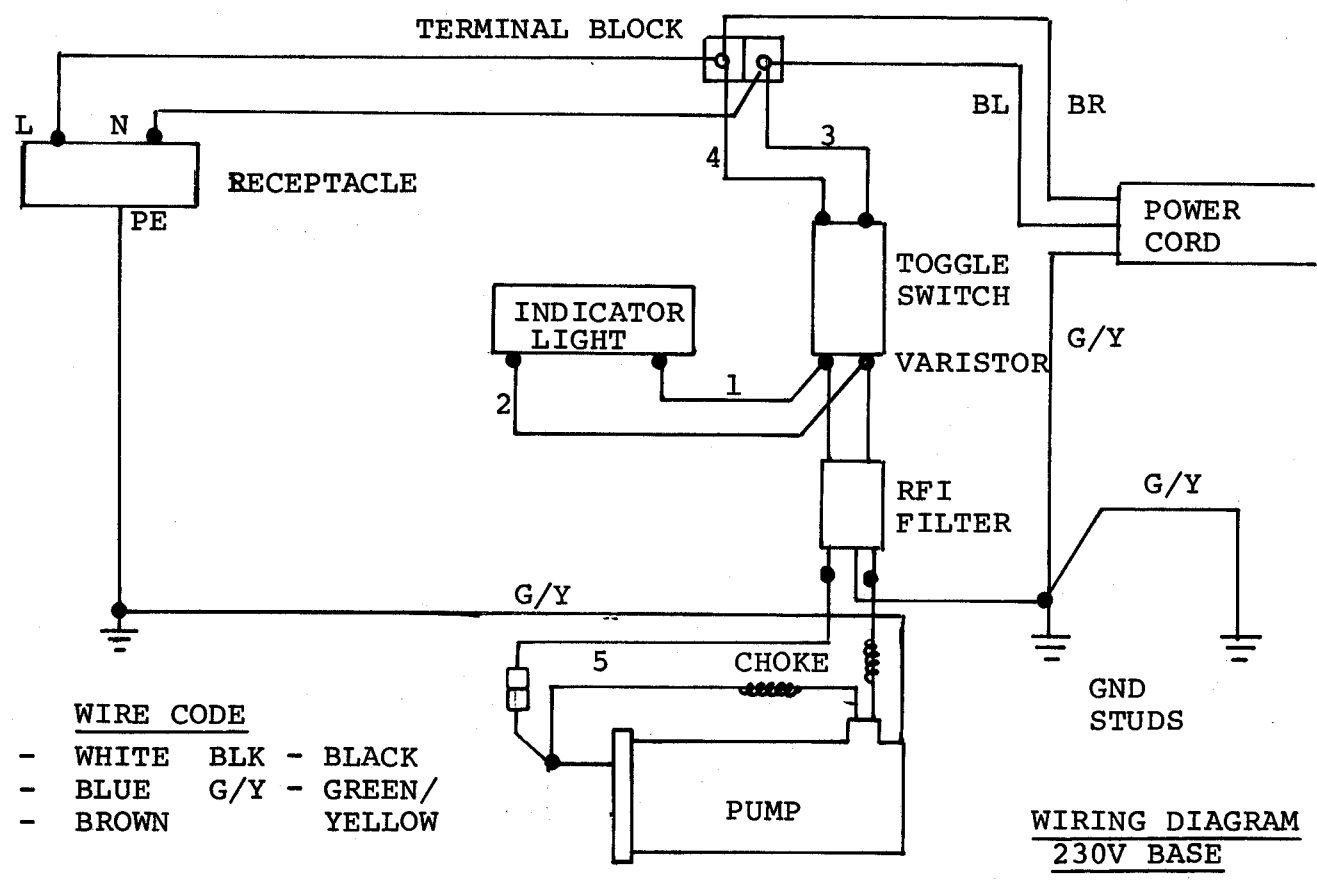 TERMINAL BLOCK
BL BR
L N
3
4
RECEPTACLE
PE
POWER
CORD
TOGGLE
SWITCH
INDICATOR
LIGHT
G/Y
VARISTOR
1
2
RFI
FILTER
G/Y
G/Y
5
CHOKE
GND
STUDS
WIRE CODE
- WHITE BLK - BLACK
- BLUE G/Y - GREEN/
- BROWN YELLOW
PUMP
WIRING DIAGRAM
230V BASE